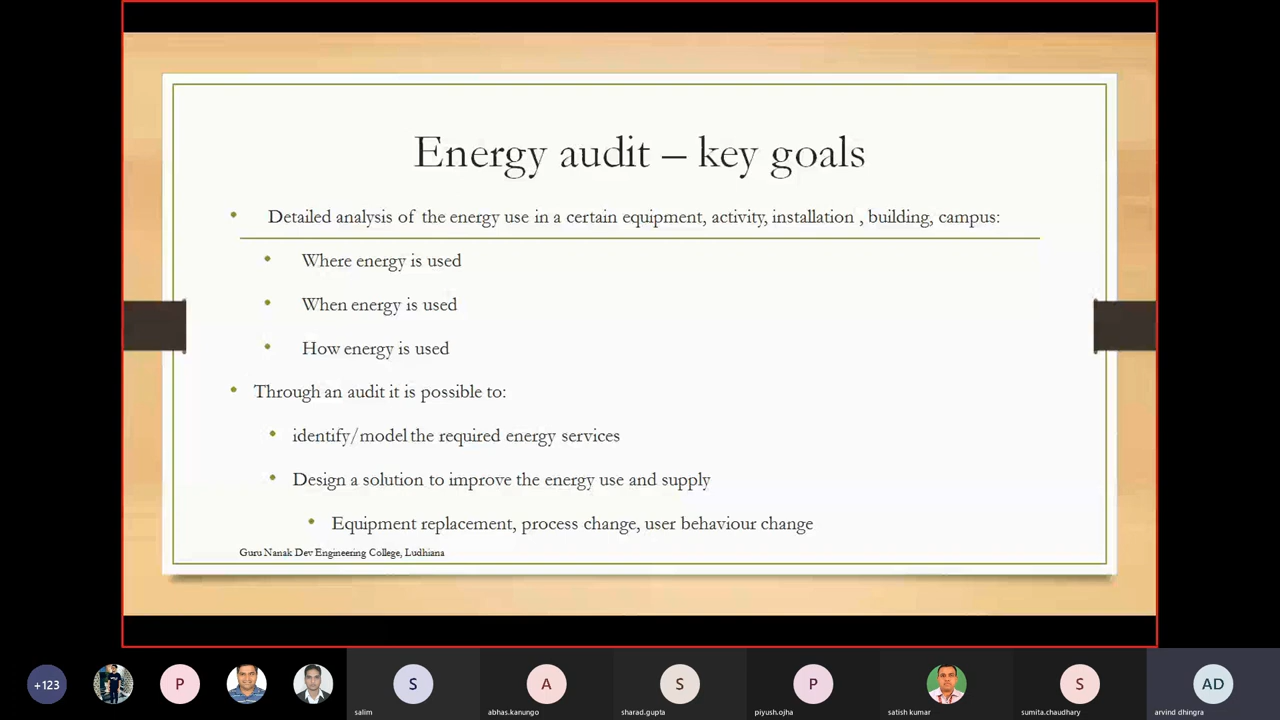 Energy audit – key goals
• Detailed analysis of the energy use in a certain equipment, activity, installation , building, campus:
• Where energy is used
• When energy is used
• How energy is used
• Through an audit it is possible to:
• identify/model the required energy services
• Design a solution to improve the energy use and supply
• Equipment replacement, process change, user behaviour change
Guru Nanak Dev Engineering College, Ludhiana
+123 P S A S P S AD
salim abhas.kanungo sharad.gupta piyush.ojha satish kumar sumita.chaudhary arvind dhingra